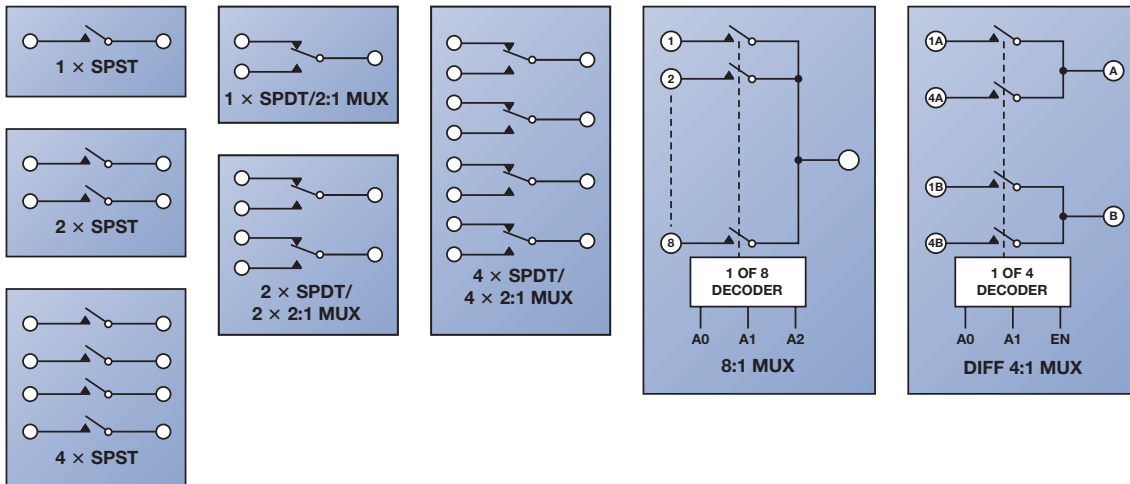 1 × SPST
2 × SPST
4 × SPST
1 × SPDT/2:1 MUX
2 × SPDT/
2 × 2:1 MUX
4 × SPDT/
4 × 2:1 MUX
1
2
8
1 OF 8
DECODER
A0 A1 A2
8:1 MUX
1A
A
4A
1B
B
4B
1 OF 4
DECODER
A0 A1 EN
DIFF 4:1 MUX